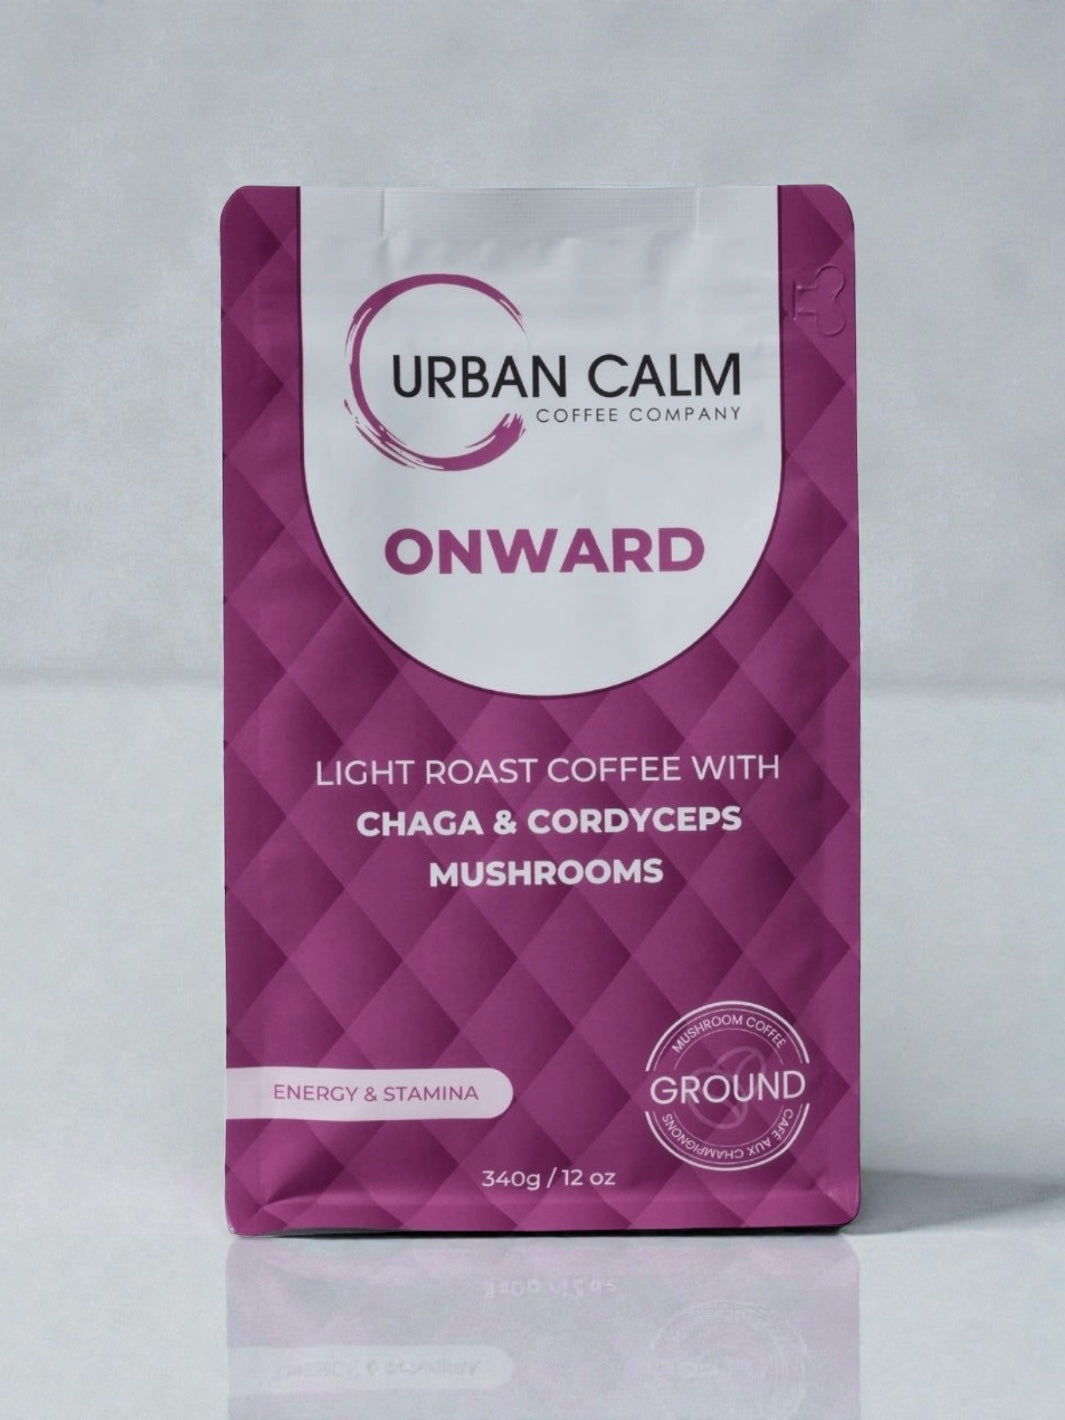 URBAN CALM
COFFEE COMPANY
ONWARD
LIGHT ROAST COFFEE WITH
CHAGA & CORDYCEPS
MUSHROOMS
MUSHROOM COFFEE
GROUND
CAFÉ AUX CHAMPIGNONS
ENERGY & STAMINA
340g / 12 oz